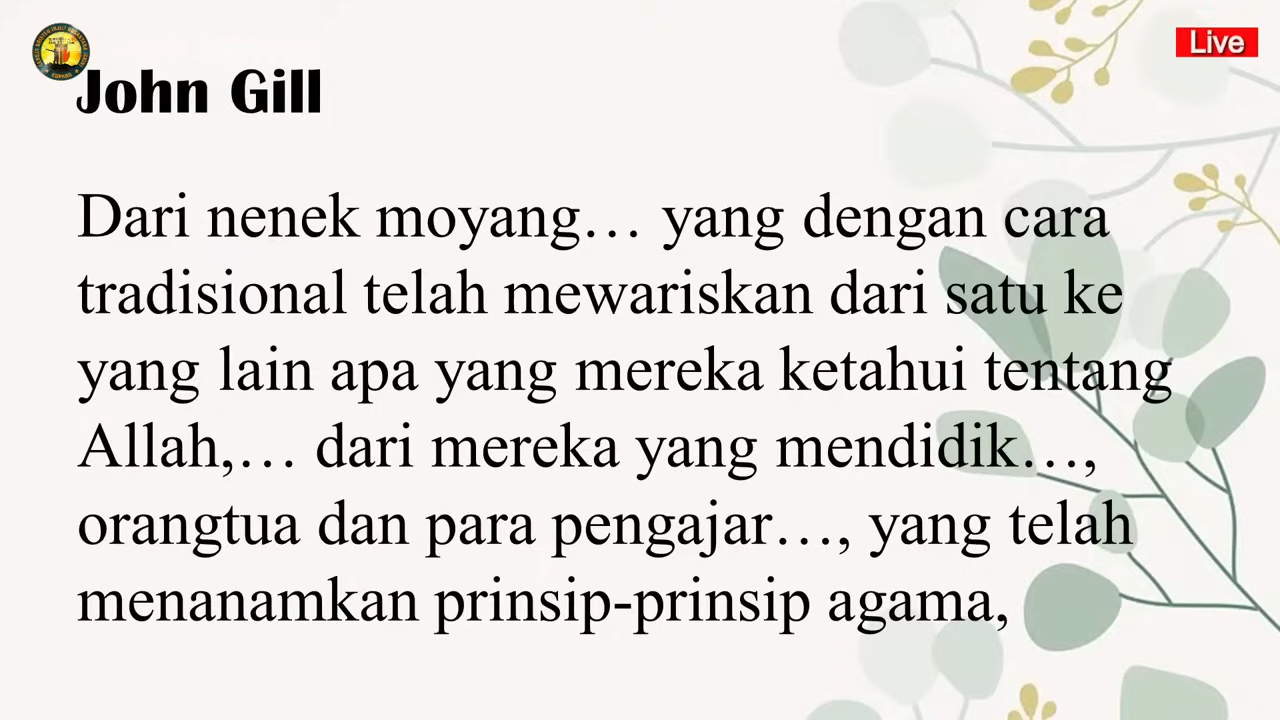 Live
John Gill
Dari nenek moyang… yang dengan cara
tradisional telah mewariskan dari satu ke
yang lain apa yang mereka ketahui tentang
Allah,… dari mereka yang mendidik…,
orangtua dan para pengajar…, yang telah
menanamkan prinsip-prinsip agama,